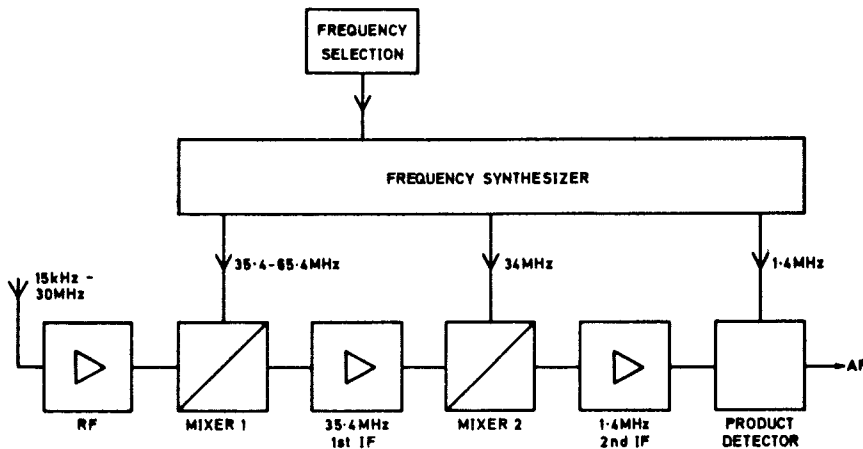 FREQUENCY
SELECTION
FREQUENCY SYNTHESIZER
35·4-65·4MHz
34MHz
1·4MHz
15kHz -
30MHz
AF
RF
MIXER 1
35·4MHz
1st IF
MIXER 2
1·4MHz
2nd IF
PRODUCT
DETECTOR